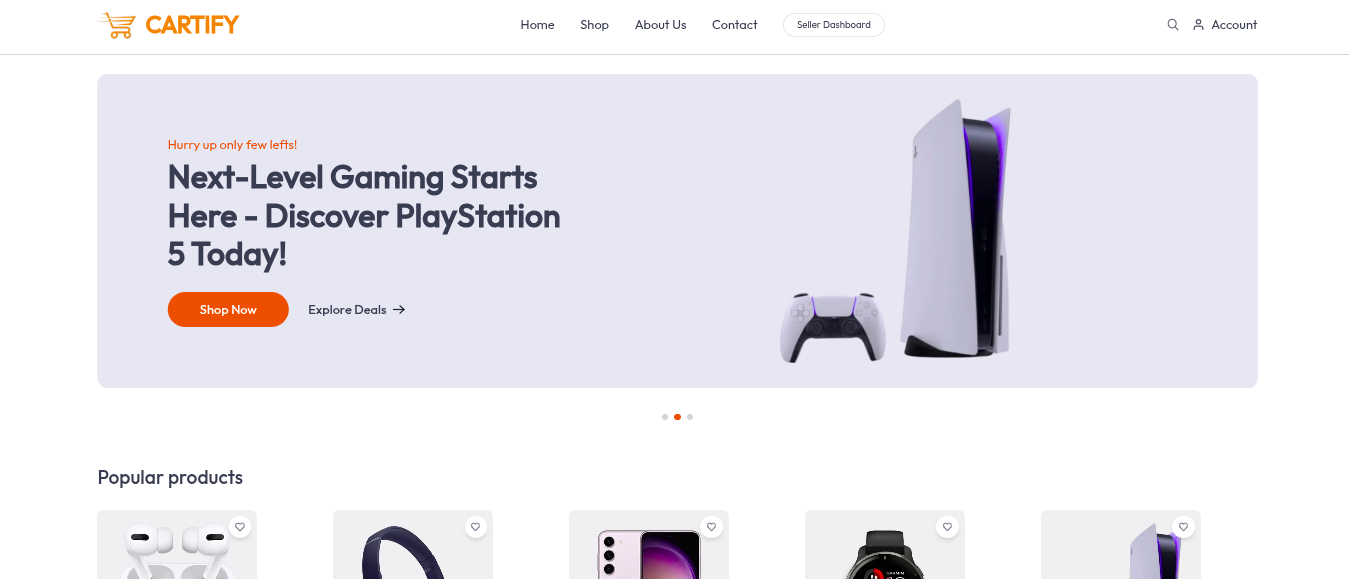 CARTIFY
Home
Shop
About Us
Contact
Seller Dashboard
Account
Hurry up only few lefts!
Next-Level Gaming Starts
Here - Discover PlayStation
5 Today!
Shop Now
Explore Deals
Popular products
GARMIN